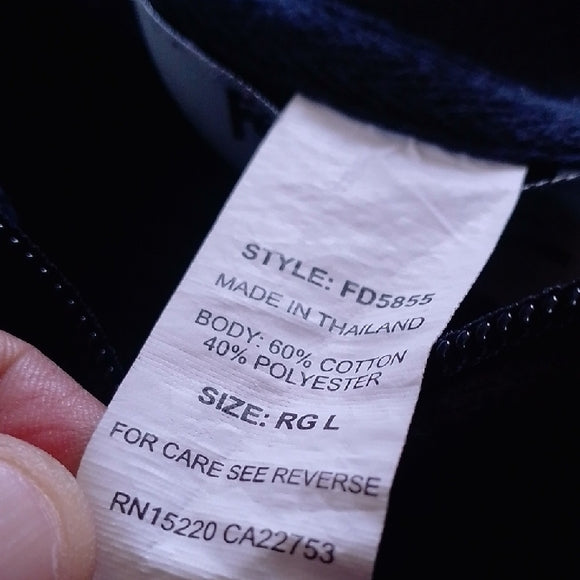 STYLE: FD5855
MADE IN THAILAND
BODY: 60% COTTON
40% POLYESTER
SIZE: RG L
FOR CARE SEE REVERSE
RN15220 CA22753